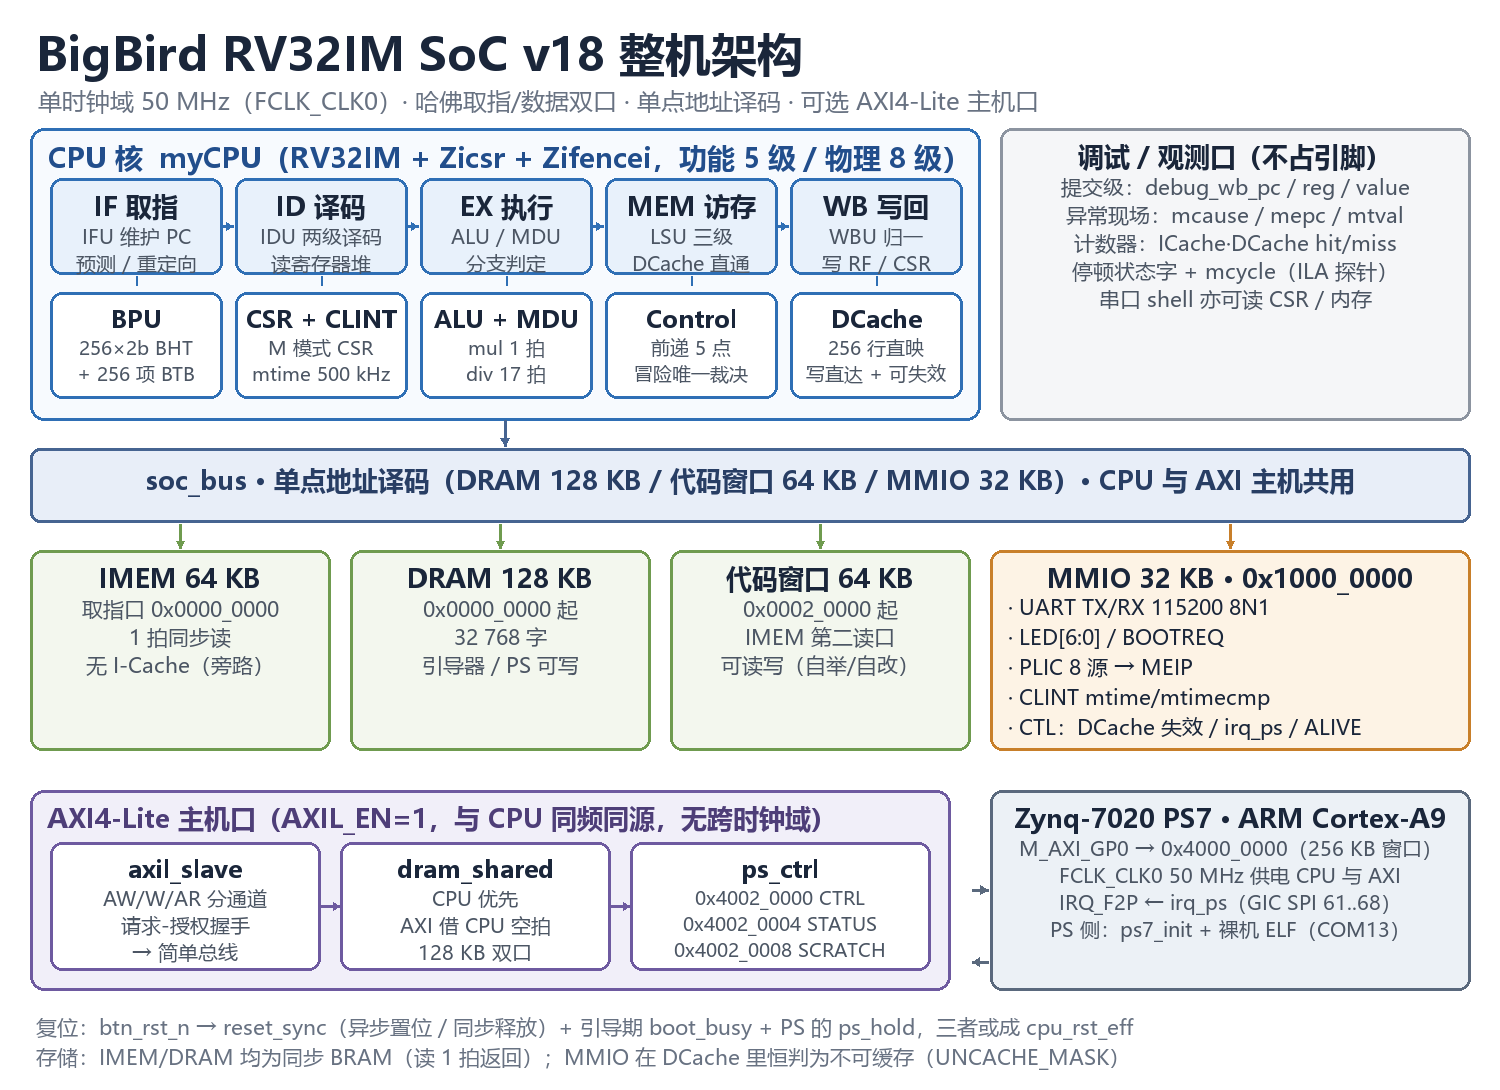 BigBird RV32IM SoC v18 整机架构
单时钟域 50 MHz（FCLK_CLK0）· 哈佛取指/数据双口 · 单点地址译码 · 可选 AXI4-Lite 主机口
CPU 核 myCPU（RV32IM + Zicsr + Zifencei，功能 5 级 / 物理 8 级）
IF 取指
IFU 维护 PC
预测 / 重定向
ID 译码
IDU 两级译码
读寄存器堆
EX 执行
ALU / MDU
分支判定
MEM 访存
LSU 三级
DCache 直通
WB 写回
WBU 归一
写 RF / CSR
BPU
256×2b BHT
+ 256 项 BTB
CSR + CLINT
M 模式 CSR
mtime 500 kHz
ALU + MDU
mul 1 拍
div 17 拍
Control
前递 5 点
冒险唯一裁决
DCache
256 行直映
写直达 + 可失效
调试 / 观测口（不占引脚）
提交级：debug_wb_pc / reg / value
异常现场：mcause / mepc / mtval
计数器：ICache·DCache hit/miss
停顿状态字 + mcycle（ILA 探针）
串口 shell 亦可读 CSR / 内存
soc_bus • 单点地址译码（DRAM 128 KB / 代码窗口 64 KB / MMIO 32 KB）• CPU 与 AXI 主机共用
IMEM 64 KB
取指口 0x0000_0000
1 拍同步读
无 I-Cache（旁路）
DRAM 128 KB
0x0000_0000 起
32 768 字
引导器 / PS 可写
代码窗口 64 KB
0x0002_0000 起
IMEM 第二读口
可读写（自举/自改）
MMIO 32 KB • 0x1000_0000
· UART TX/RX 115200 8N1
· LED[6:0] / BOOTREQ
· PLIC 8 源 → MEIP
· CLINT mtime/mtimecmp
· CTL：DCache 失效 / irq_ps / ALIVE
AXI4-Lite 主机口（AXIL_EN=1，与 CPU 同频同源，无跨时钟域）
axil_slave
AW/W/AR 分通道
请求-授权握手
→ 简单总线
dram_shared
CPU 优先
AXI 借 CPU 空拍
128 KB 双口
ps_ctrl
0x4002_0000 CTRL
0x4002_0004 STATUS
0x4002_0008 SCRATCH
Zynq-7020 PS7 • ARM Cortex-A9
M_AXI_GP0 → 0x4000_0000（256 KB 窗口）
FCLK_CLK0 50 MHz 供电 CPU 与 AXI
IRQ_F2P ← irq_ps（GIC SPI 61..68）
PS 侧：ps7_init + 裸机 ELF（COM13）
复位：btn_rst_n → reset_sync（异步置位 / 同步释放）+ 引导期 boot_busy + PS 的 ps_hold，三者或成 cpu_rst_eff
存储：IMEM/DRAM 均为同步 BRAM（读 1 拍返回）；MMIO 在 DCache 里恒判为不可缓存（UNCACHE_MASK）